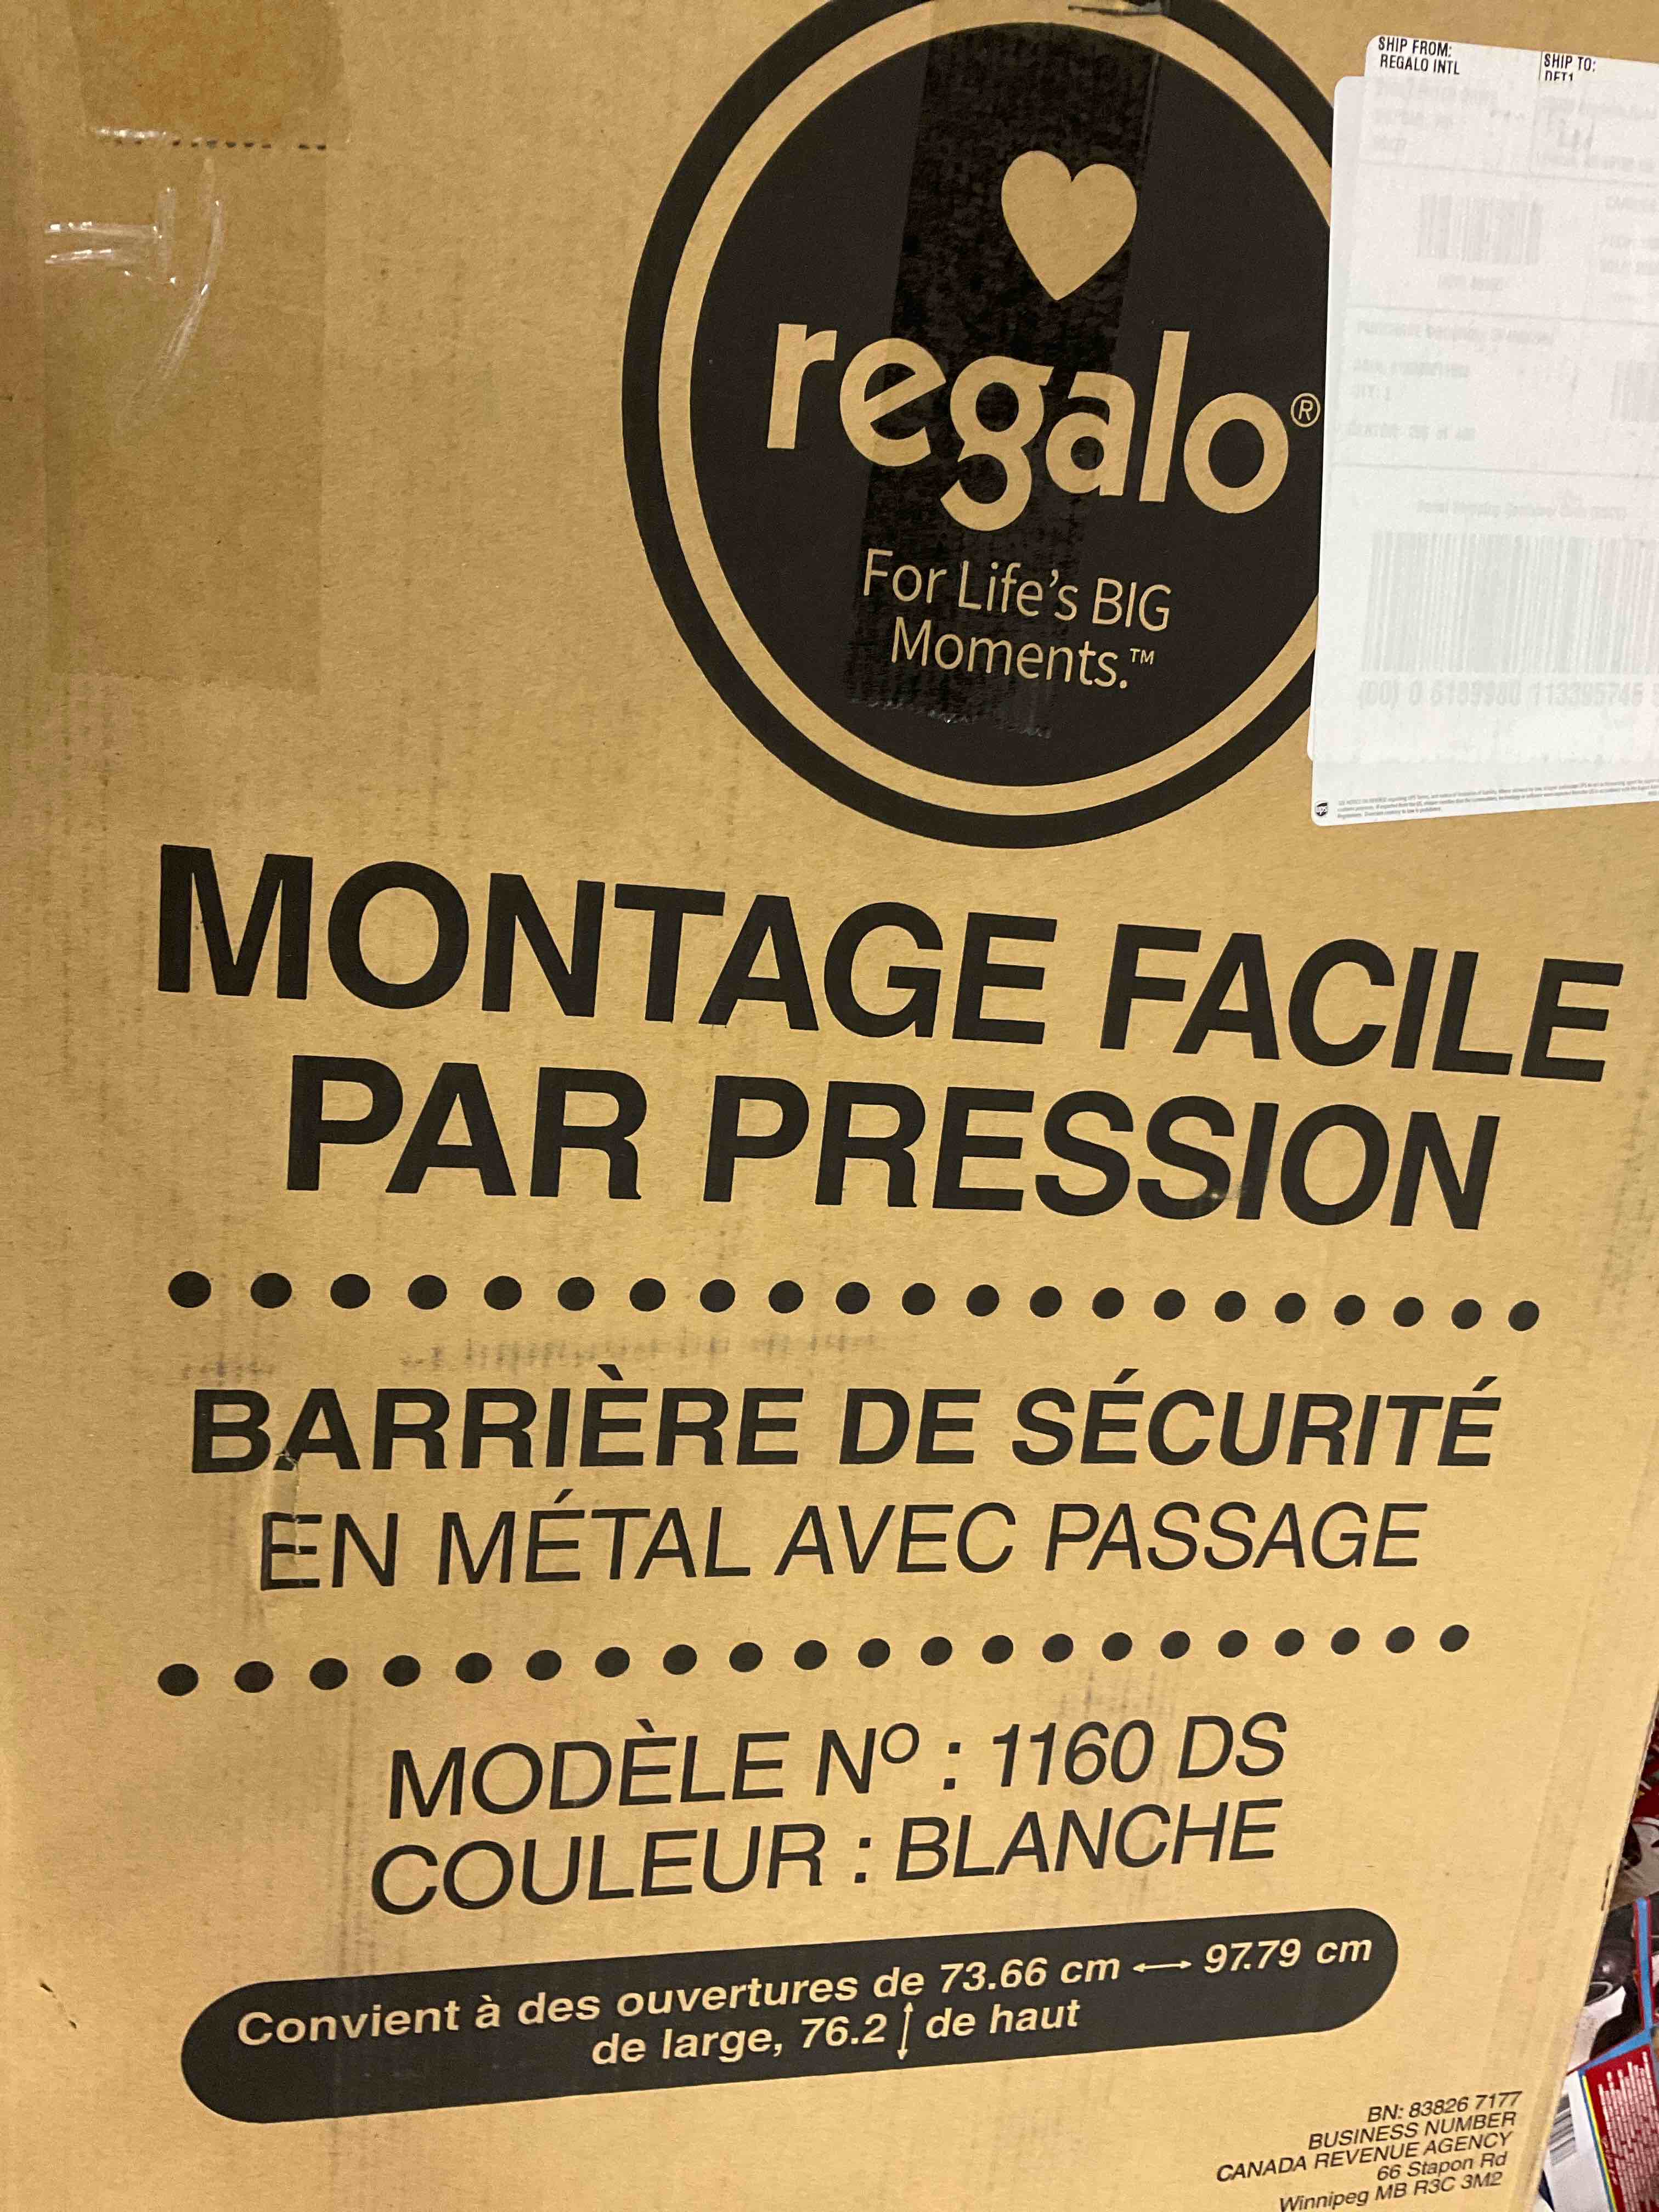 SHIP FROM:
REGALO INTL
SHIP TO:
DET1
regalo®
For Life's BIG
Moments.™
MONTAGE FACILE
PAR PRESSION
BARRIÈRE DE SÉCURITÉ
EN MÉTAL AVEC PASSAGE
MODÈLE Nº : 1160 DS
COULEUR : BLANCHE
Convient à des ouvertures de 73.66 cm ⟷ 97.79 cm
de large, 76.2 ↕ de haut
BN: 83826 7177
BUSINESS NUMBER
CANADA REVENUE AGENCY
66 Stapon Rd
Winnipeg MB R3C 3M2